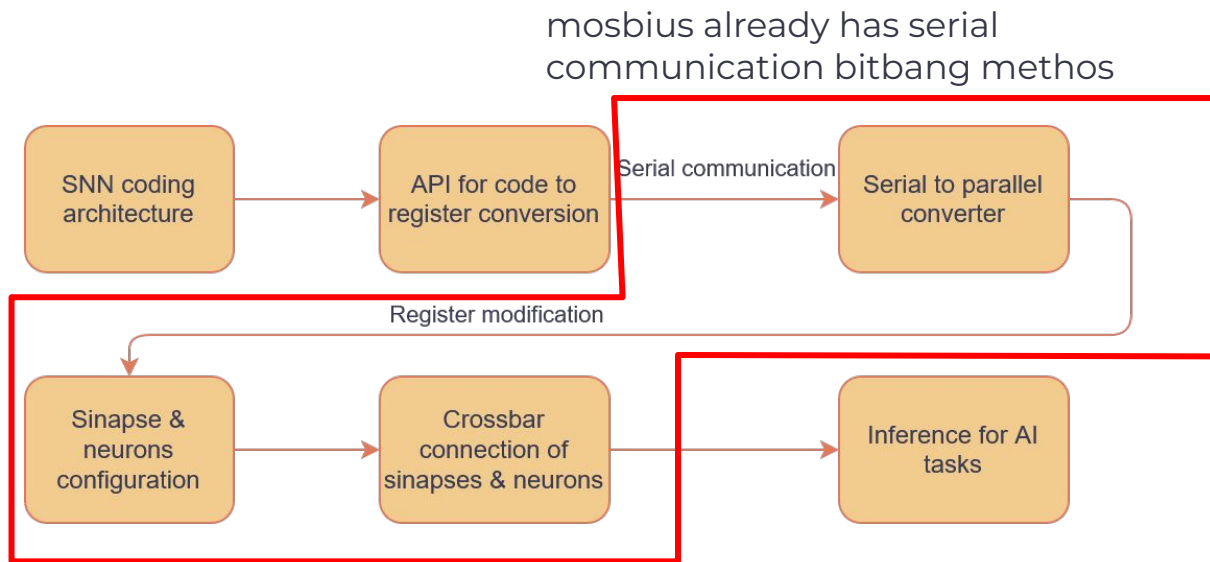 mosbius already has serial
communication bitbang methos
SNN coding
architecture
API for code to
register conversion
Serial communication
Serial to parallel
converter
Register modification
Sinapse &
neurons
configuration
Crossbar
connection of
sinapses & neurons
Inference for AI
tasks